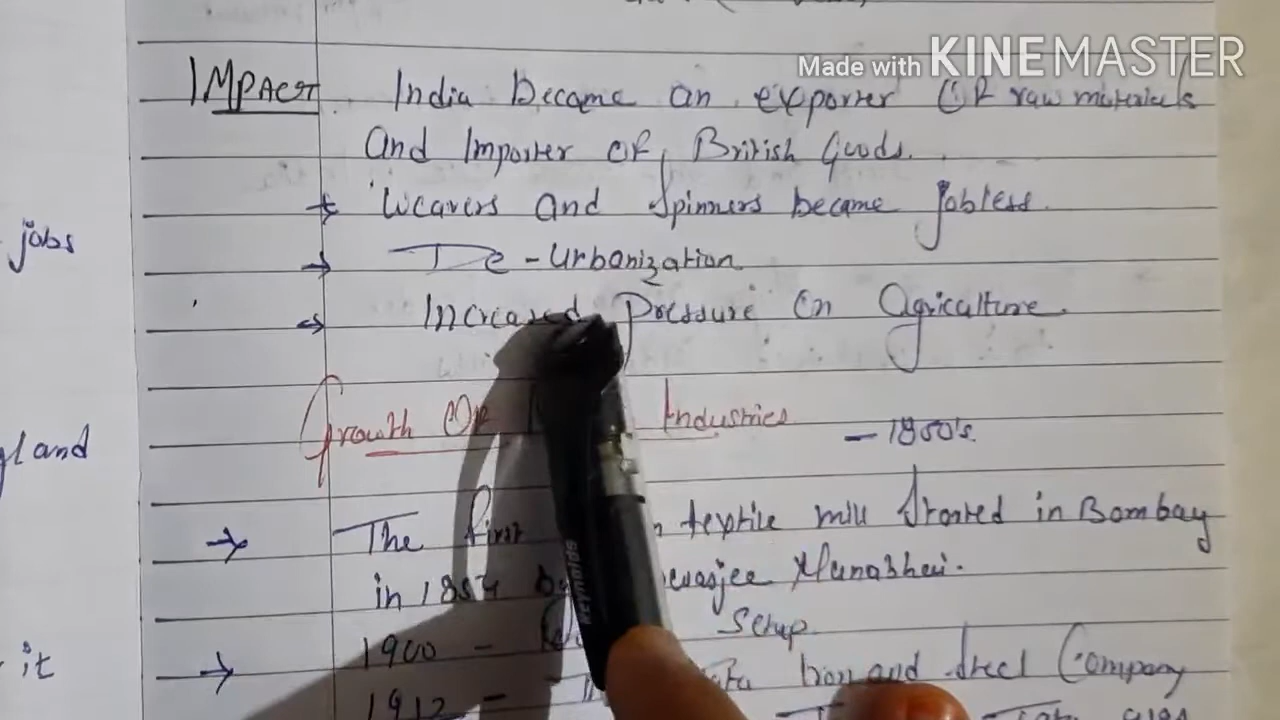 Made with KINEMASTER
IMPACT India became an exporter Of raw materials
And Importer OF British Goods.
Weavers and Spinners became Jobless.
jobs
→ De-Urbanization
→ Increased Pressure On Agriculture.
Growth OF Industries
gland
- 1850's.
→ The first textile mill Started in Bombay
in 1854 by
1900 - Setup.
it
→ Iron and Steel Company
1912 -